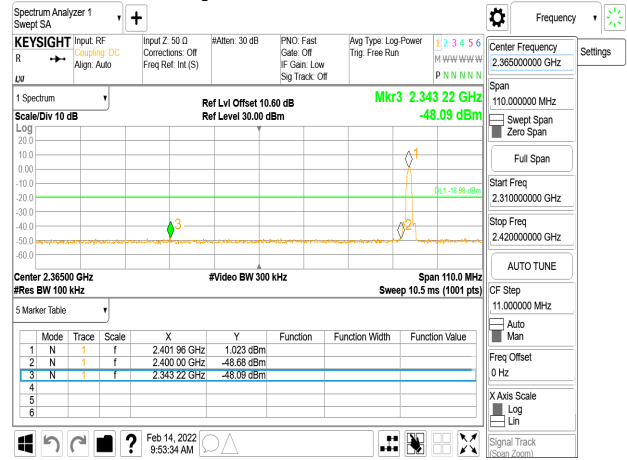 Spectrum Analyzer 1
Swept SA
Frequency
KEYSIGHT
R
Input: RF
Coupling: DC
Align: Auto
Input Z: 50 Ω
Corrections: Off
Freq Ref: Int (S)
#Atten: 30 dB
PNO: Fast
Gate: Off
IF Gain: Low
Sig Track: Off
Avg Type: Log-Power
Trig: Free Run
1 2 3 4 5 6
M W W W W W
P N N N N N
1 Spectrum
Scale/Div 10 dB
Ref Lvl Offset 10.60 dB
Ref Level 30.00 dBm
Mkr3 2.343 22 GHz
-48.09 dBm
Log
20.0
10.0
0.00
-10.0
-20.0
-30.0
-40.0
-50.0
-60.0
1
2
3
DL1 -18.98 dBm
Center 2.36500 GHz
#Res BW 100 kHz
#Video BW 300 kHz
Span 110.0 MHz
Sweep 10.5 ms (1001 pts)
5 Marker Table
Mode Trace Scale X Y Function Function Width Function Value
1 N 1 f 2.401 96 GHz 1.023 dBm
2 N 1 f 2.400 00 GHz -48.68 dBm
3 N 1 f 2.343 22 GHz -48.09 dBm
4
5
6
?
Feb 14, 2022
9:53:34 AM
Settings
Center Frequency
2.365000000 GHz
Span
110.000000 MHz
Swept Span
Zero Span
Full Span
Start Freq
2.310000000 GHz
Stop Freq
2.420000000 GHz
AUTO TUNE
CF Step
11.000000 MHz
Auto
Man
Freq Offset
0 Hz
X Axis Scale
Log
Lin
Signal Track
(Span Zoom)